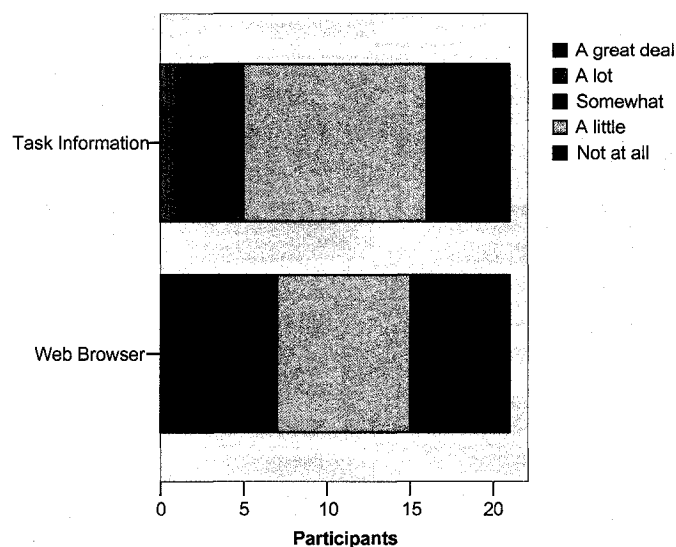 A great deal
A lot
Somewhat
A little
Not at all
Task Information
Web Browser
0 5 10 15 20
Participants